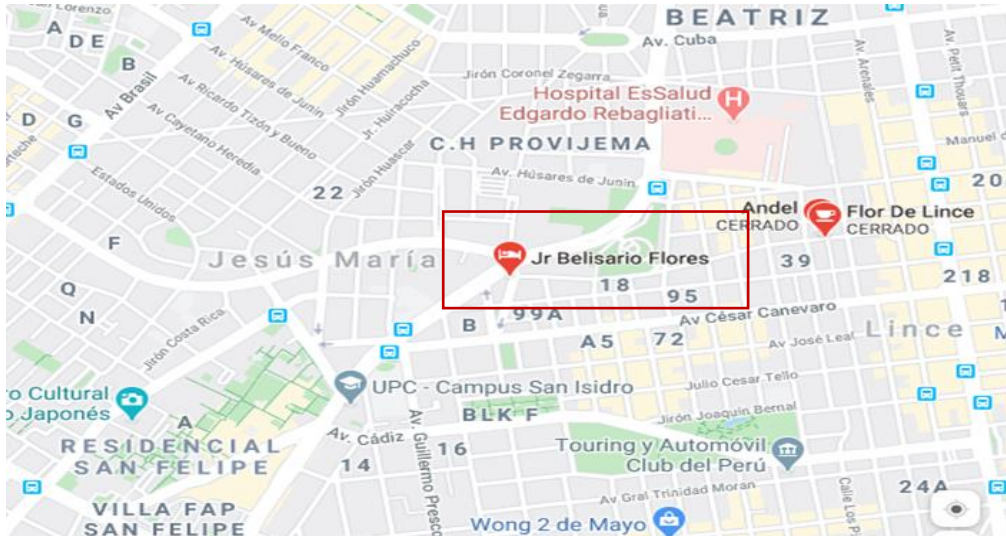 an Lorenzo
BEATRIZ
A
D E
Av. Cuba
Av. Mello Franco
B
Av. Húsares de Junín
Jirón Huamachuco
Av. Arenales
Av. Petit Thouars
Jirón Coronel Zegarra
Av Brasil
Av. Ricardo Tizón y Bueno
Jr. Huiracocha
Hospital EsSalud
Edgardo Rebagliati...
D
G
Av. Cayetano Heredia
C.H PROVIJEMA
Manuel
Jirón Huascar
Av. Húsares de Junín
22
20
Estados Unidos
Andel
CERRADO
Flor De Lince
CERRADO
F
Jesús María
Jr Belisario Flores
39
Q
18
218
95
N
99A
B
Av César Canevaro
Jirón Costa Rica
A5
72
Lince
Av José Leal
N
UPC - Campus San Isidro
Julio Cesar Tello
ro Cultural
o Japonés
A
BLK F
Jirón Joaquin Bernal
RESIDENCIAL
SAN FELIPE
Av. Cádiz
Av. Guillermo Presco
16
14
Touring y Automóvil
Club del Perú
Av Gral Trinidad Moran
Calle Los P
24A
VILLA FAP
SAN FELIPE
Wong 2 de Mayo